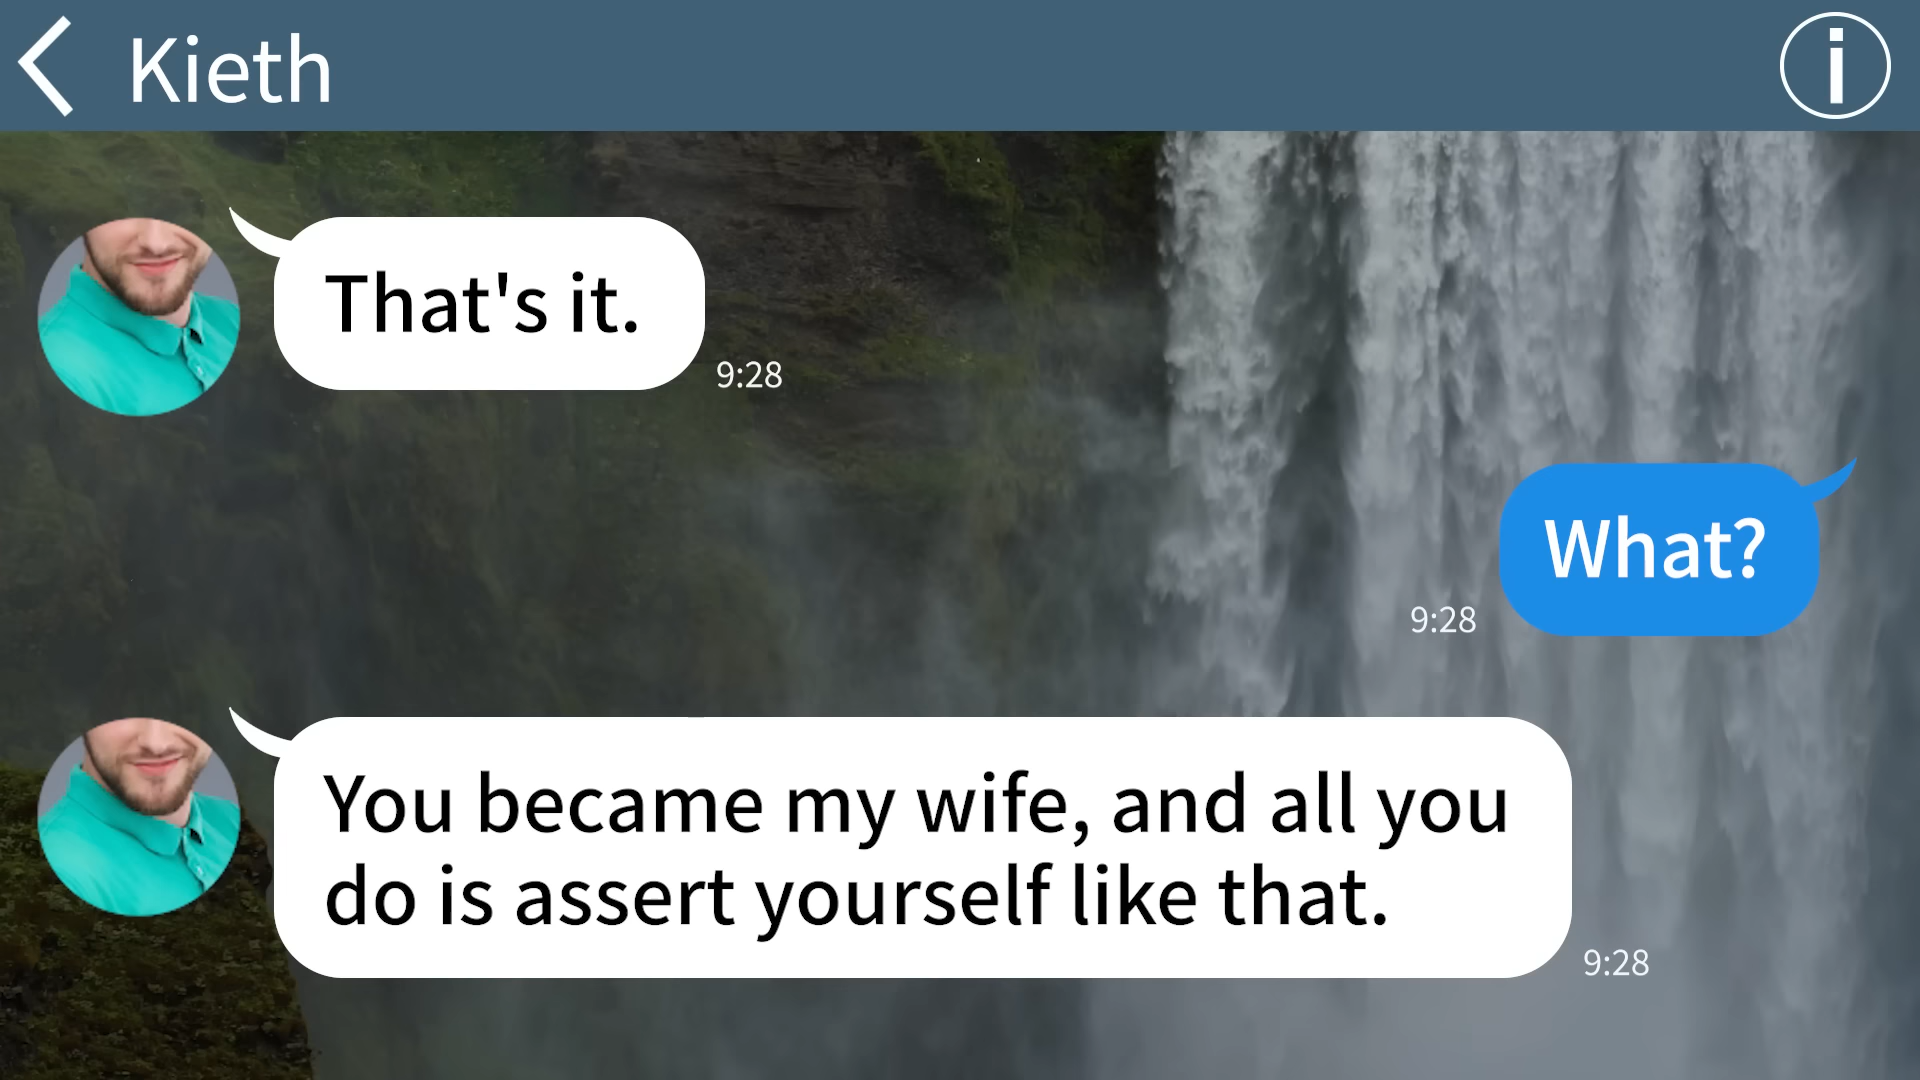 Kieth
That's it.
9:28
What?
9:28
You became my wife, and all you
do is assert yourself like that.
9:28